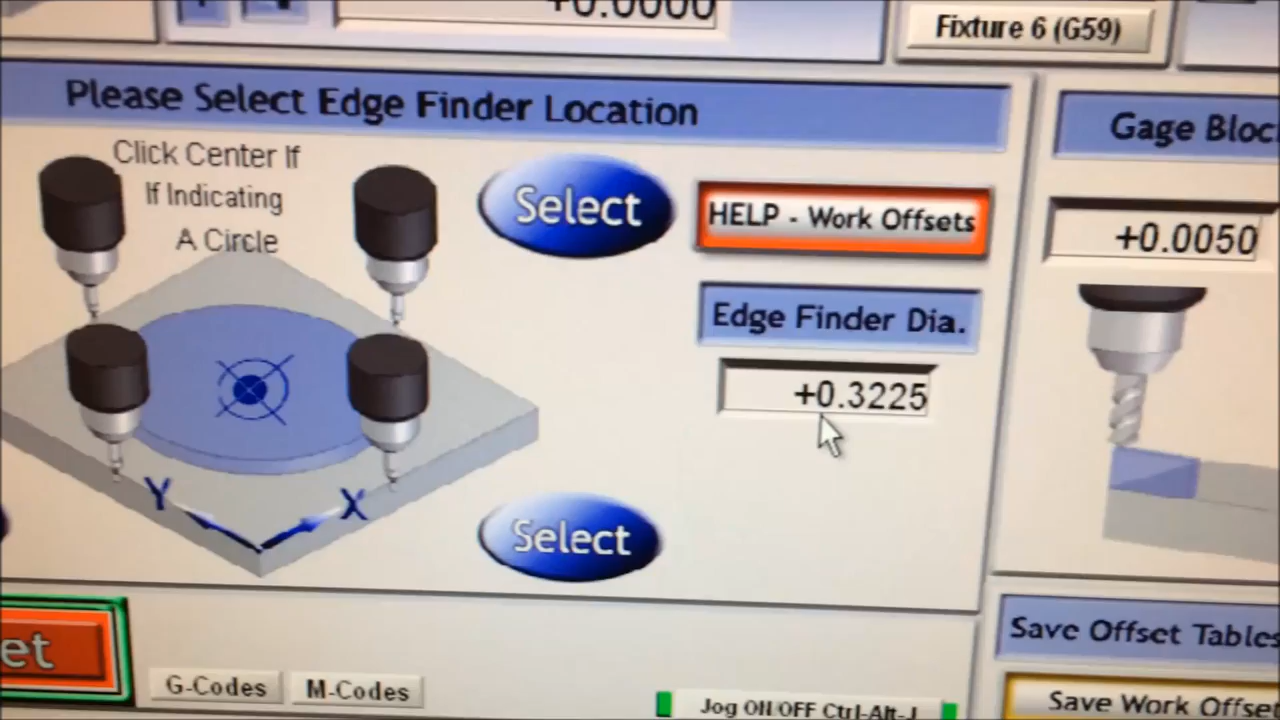 +0.0000
Fixture 6 (G59)
Please Select Edge Finder Location
Gage Bloc
Click Center If
If Indicating
A Circle
Select
HELP - Work Offsets
+0.0050
Edge Finder Dia.
+0.3225
Y
X
Select
Save Offset Tables
et
G-Codes
M-Codes
Save Work Offset
Jog ON/OFF Ctrl-Alt-J